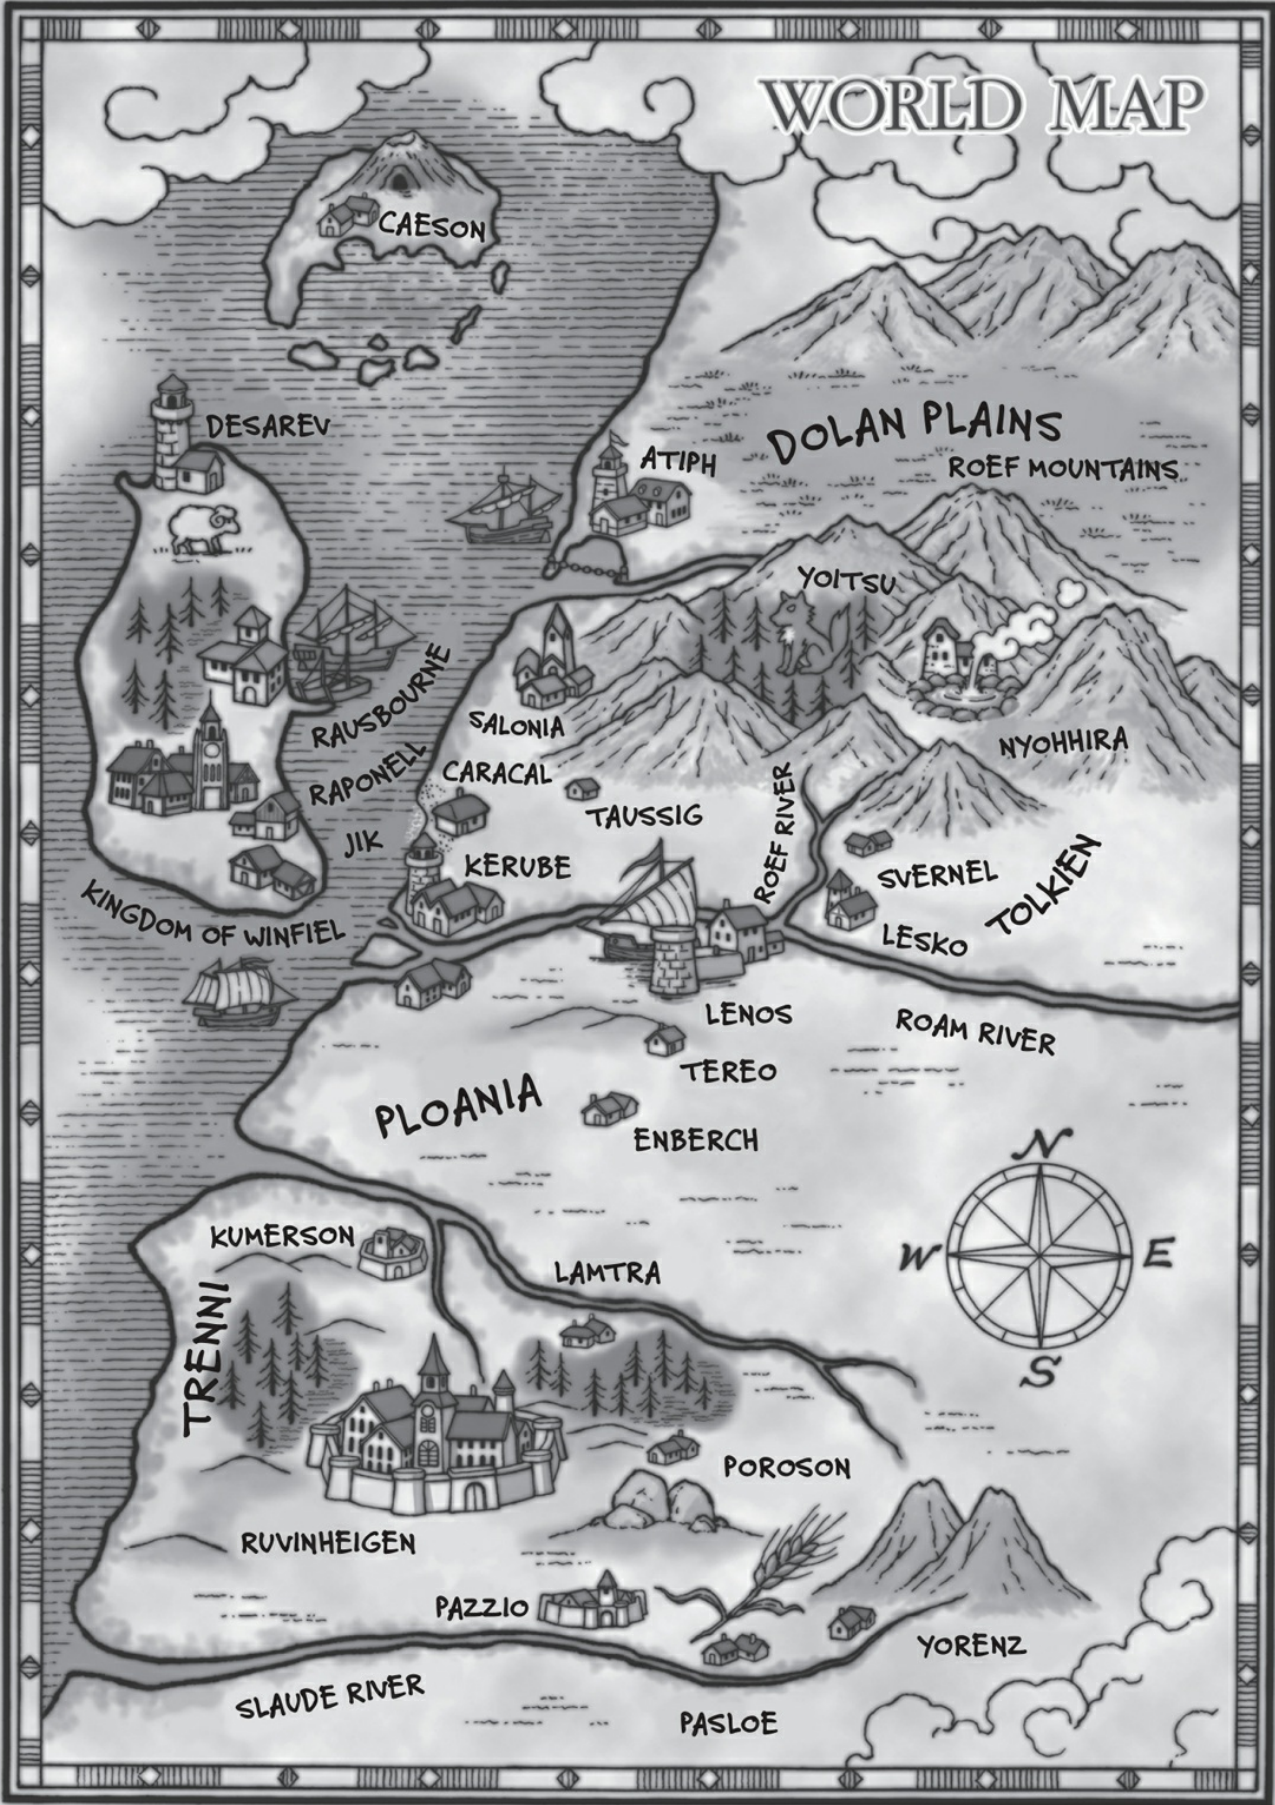 WORLD MAP
CAESON
DESAREV
DOLAN PLAINS
ATIPH
ROEF MOUNTAINS
YOITSU
RAUSBOURNE
SALONIA
NYOHHIRA
RAPONELL
CARACAL
TAUSSIG
ROEF RIVER
JIK
KERUBE
SVERNEL
TOLKIEN
KINGDOM OF WINFIEL
LESKO
LENOS
ROAM RIVER
TEREO
PLOANIA
ENBERCH
N
W
E
S
KUMERSON
LAMTRA
TRENNI
POROSON
RUVINHEIGEN
PAZZIO
YORENZ
SLAUDE RIVER
PASLOE